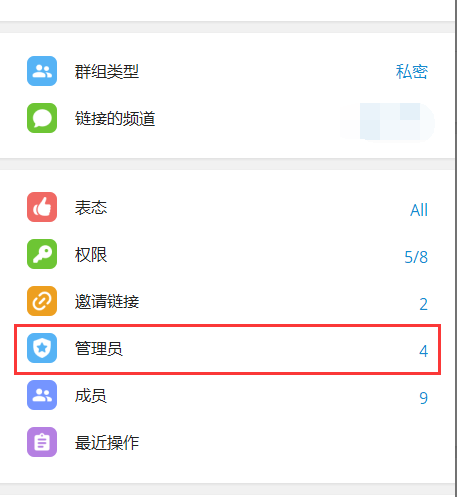 群组类型 私密
链接的频道
表态 All
权限 5/8
邀请链接 2
管理员 4
成员 9
最近操作